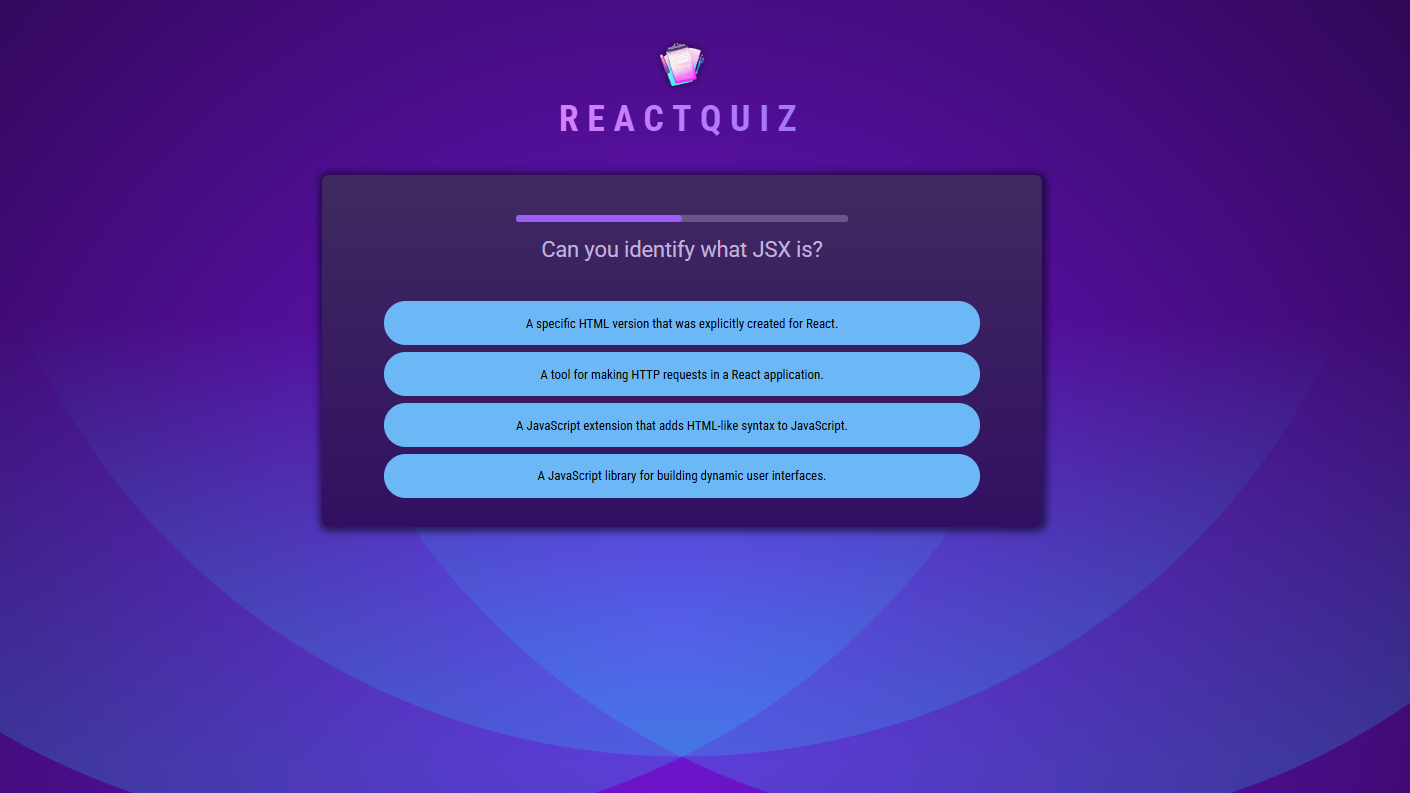 REACTQUIZ
Can you identify what JSX is?
A specific HTML version that was explicitly created for React.
A tool for making HTTP requests in a React application.
A JavaScript extension that adds HTML-like syntax to JavaScript.
A JavaScript library for building dynamic user interfaces.